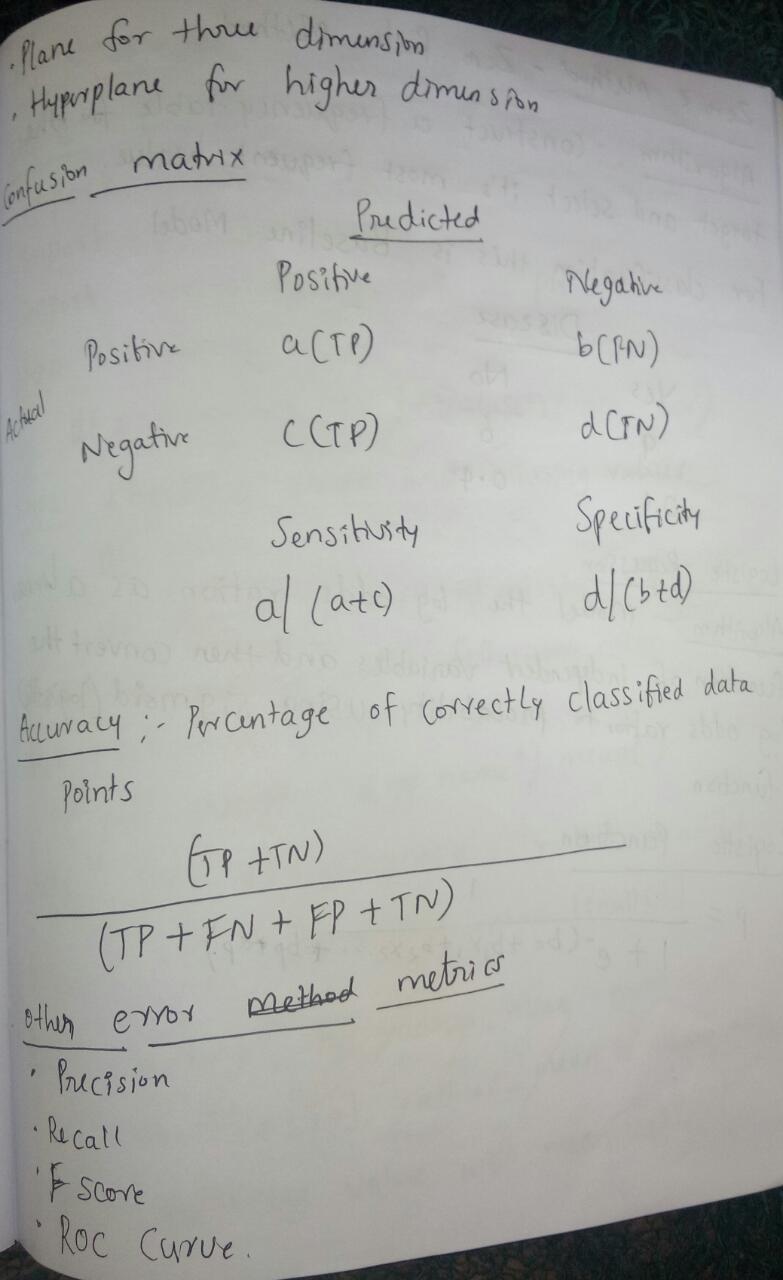 . Plane for three dimension
. Hyperplane for higher dimension
Confusion matrix
Predicted
Positive Negative
Positive a(TP) b(FN)
Actual
Negative c(TP) d(TN)
Sensitivity Specificity
a/(a+c) d/(b+d)
Accuracy :- Percentage of correctly classified data
points
(TP+TN)
(TP + FN + FP + TN)
Other error Method metrics
. Precision
. Recall
. F score
. ROC Curve.